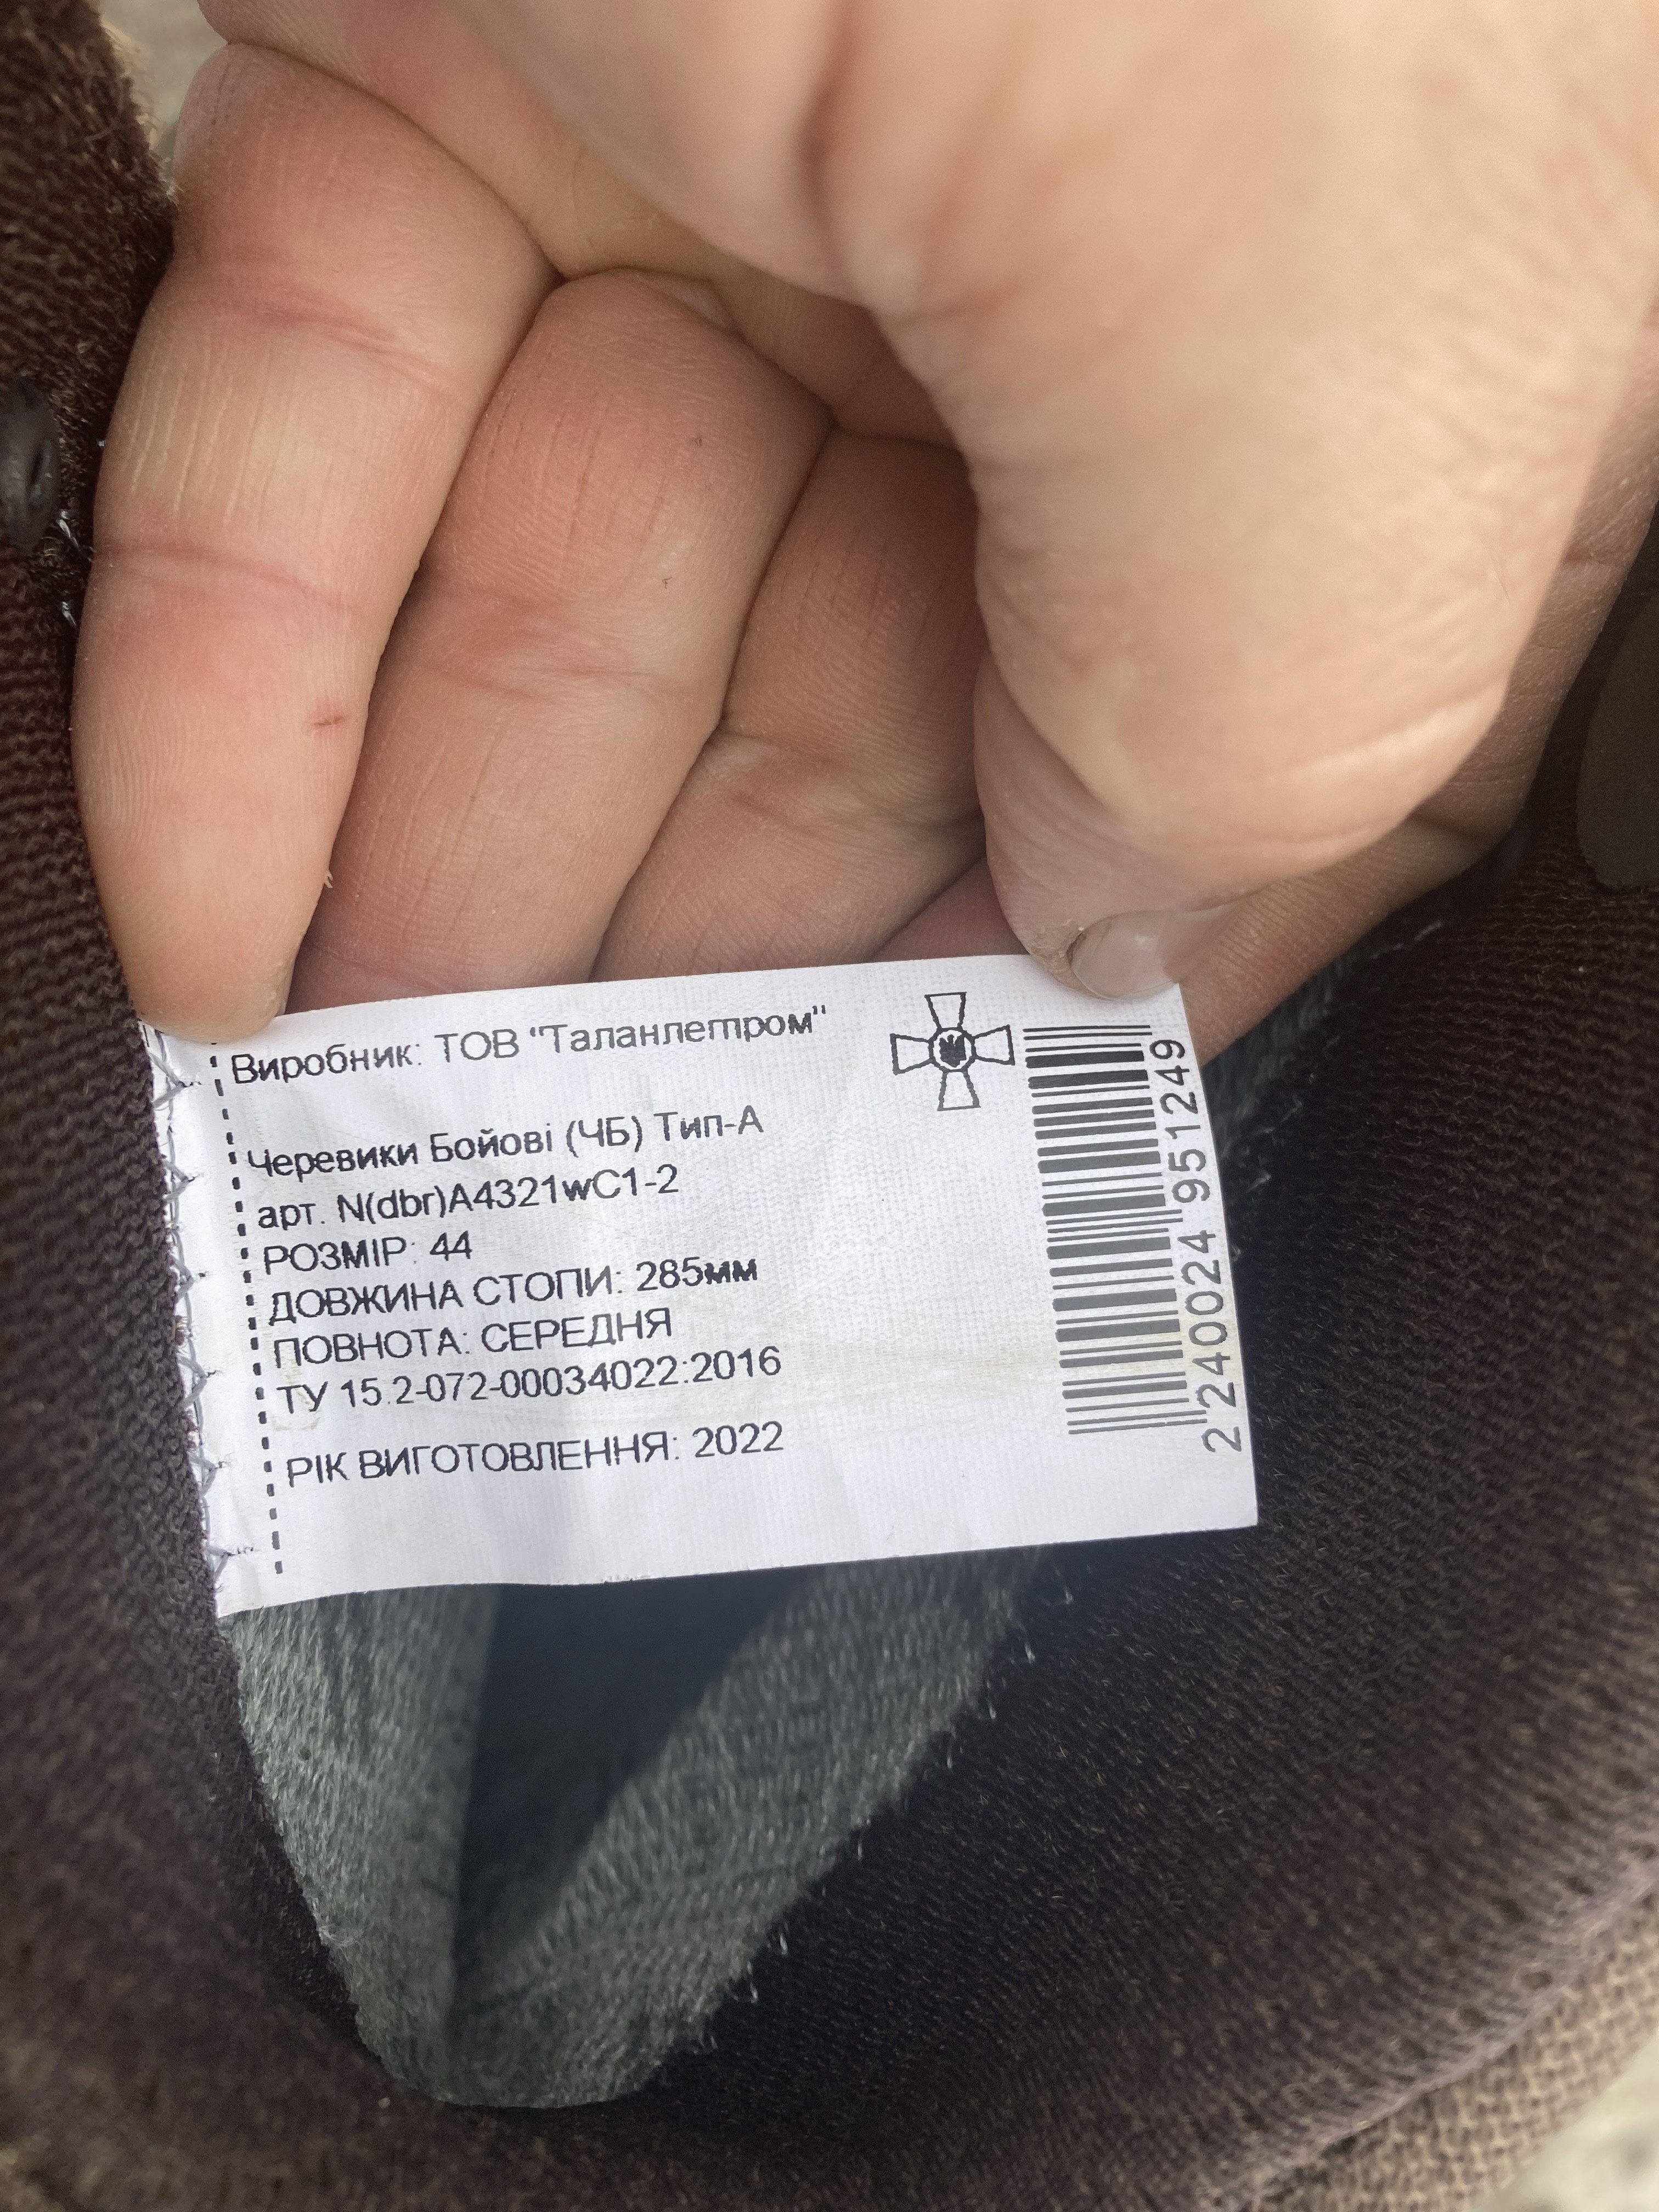 Виробник: ТОВ "Таланлегпром"
Черевики Бойові (ЧБ) Тип-А
арт. N(dbr)A4321wC1-2
РОЗМІР: 44
ДОВЖИНА СТОПИ: 285мм
ПОВНОТА: СЕРЕДНЯ
ТУ 15.2-072-00034022:2016
РІК ВИГОТОВЛЕННЯ: 2022
2 240024 951249